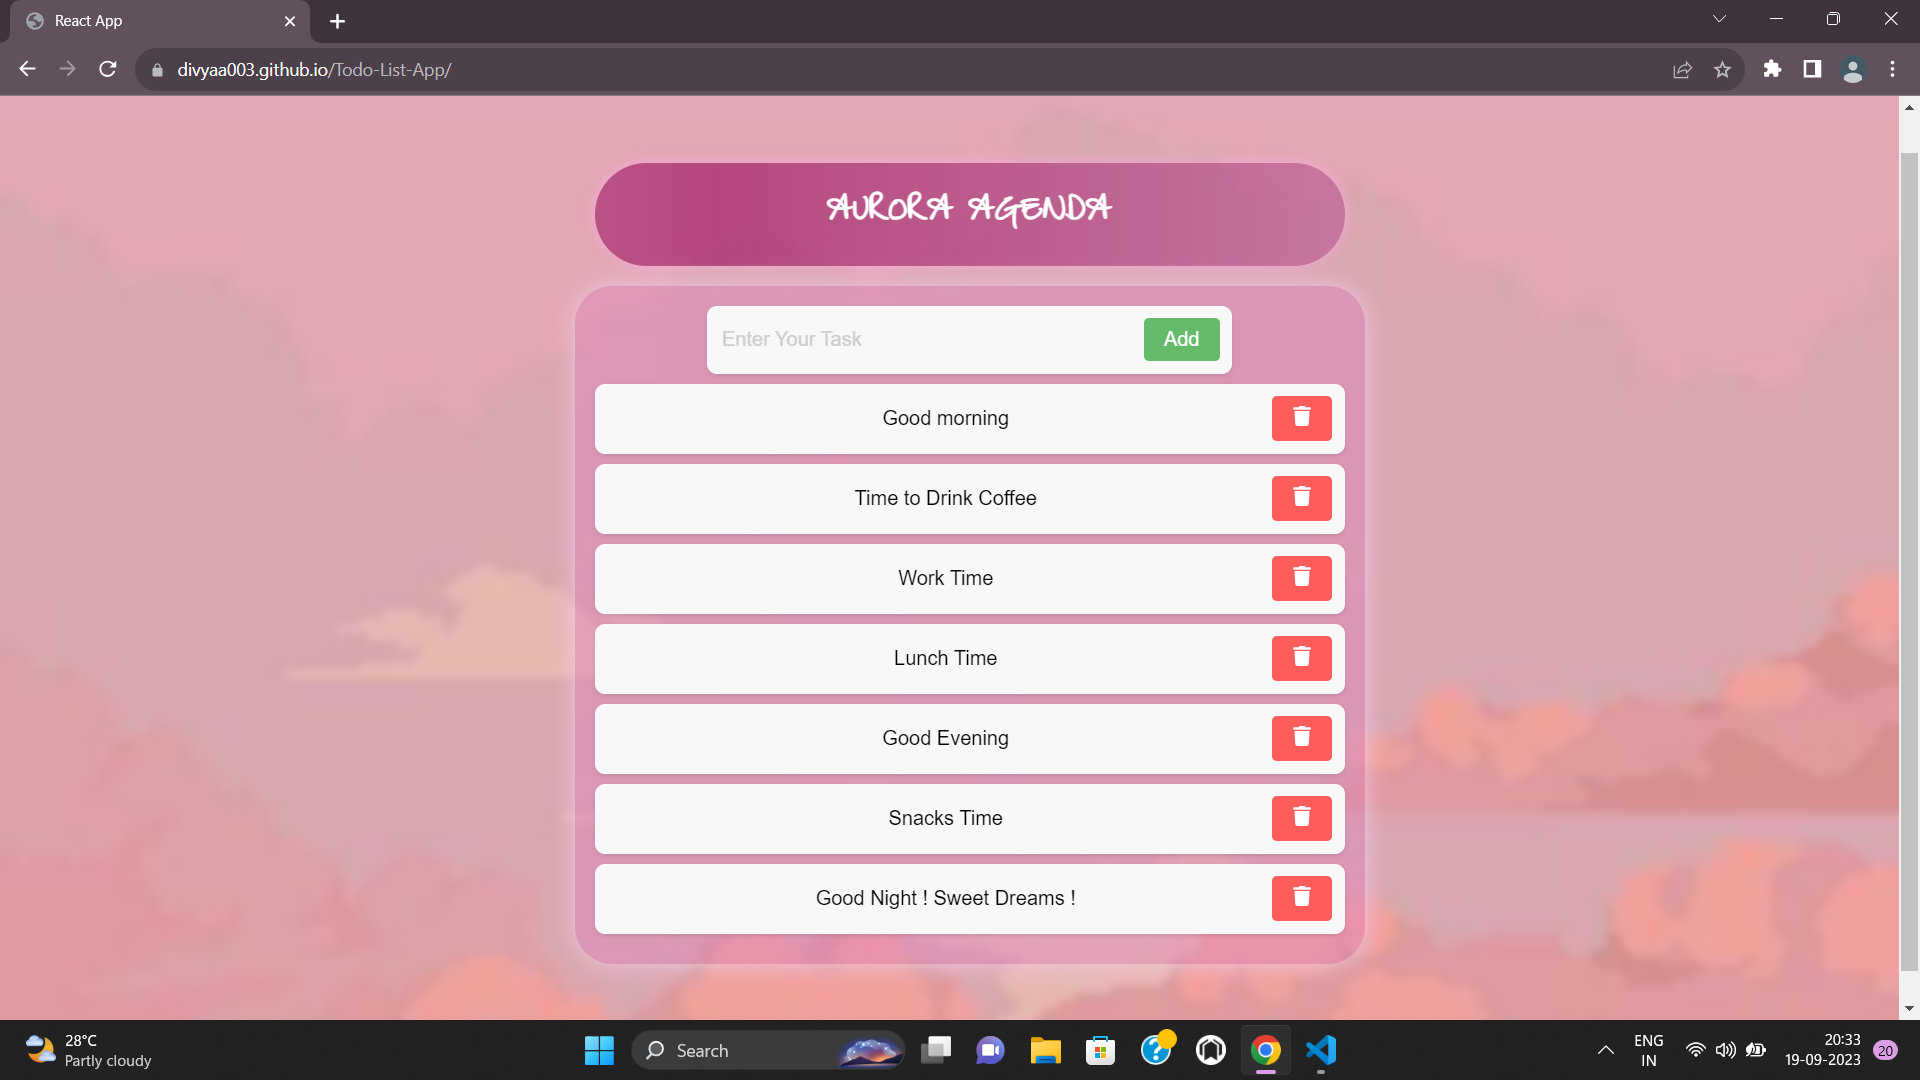 React App
divyaa003.github.io/Todo-List-App/
AURORA AGENDA
Enter Your Task
Add
Good morning
Time to Drink Coffee
Work Time
Lunch Time
Good Evening
Snacks Time
Good Night ! Sweet Dreams !
28°C
Partly cloudy
Search
ENG
IN
20:33
19-09-2023
20